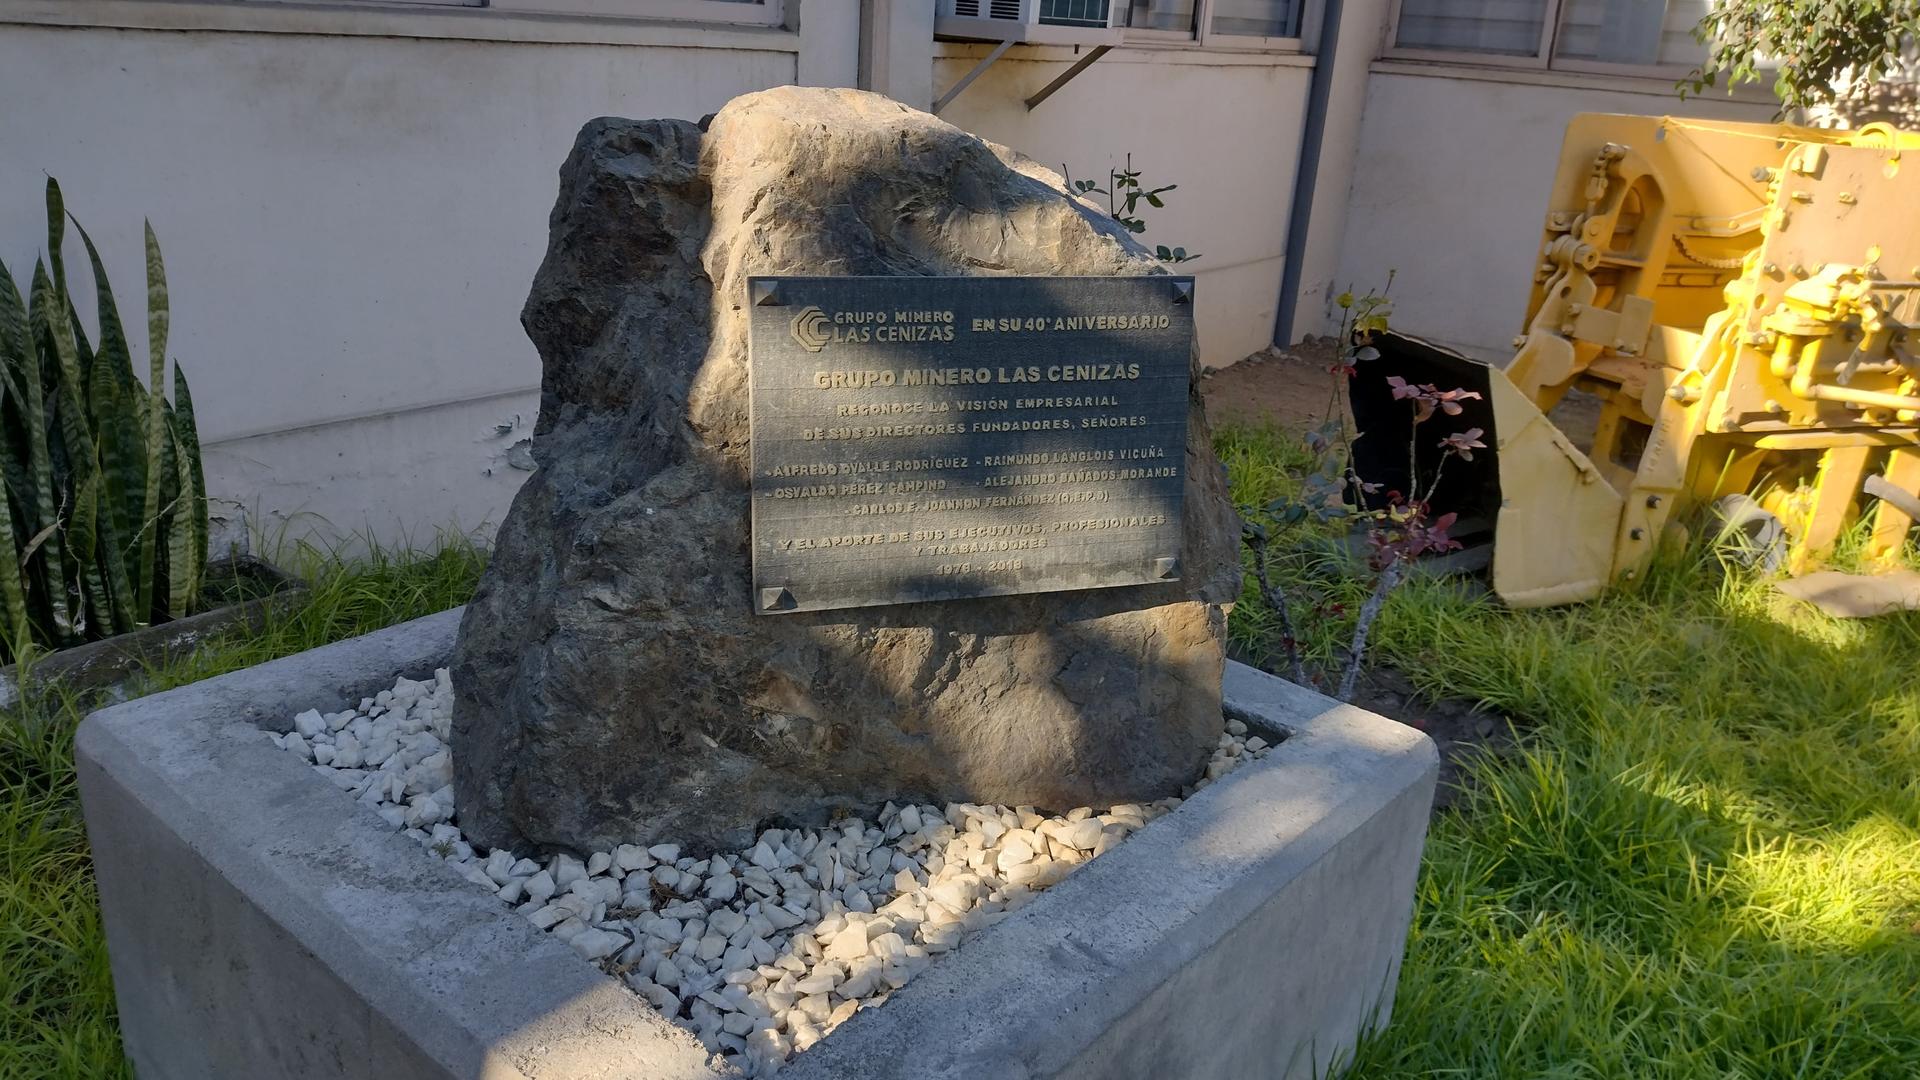 GRUPO MINERO
LAS CENIZAS
EN SU 40° ANIVERSARIO
GRUPO MINERO LAS CENIZAS
RECONOCE LA VISIÓN EMPRESARIAL
DE SUS DIRECTORES FUNDADORES, SEÑORES
- ALFREDO OVALLE RODRÍGUEZ - RAIMUNDO LANGLOIS VICUÑA
- OSVALDO PÉREZ CAMPINO - ALEJANDRO BAÑADOS MORANDE
- CARLOS E. JOANNON FERNÁNDEZ (Q.E.P.D)
Y EL APORTE DE SUS EJECUTIVOS, PROFESIONALES
Y TRABAJADORES
1978 - 2018